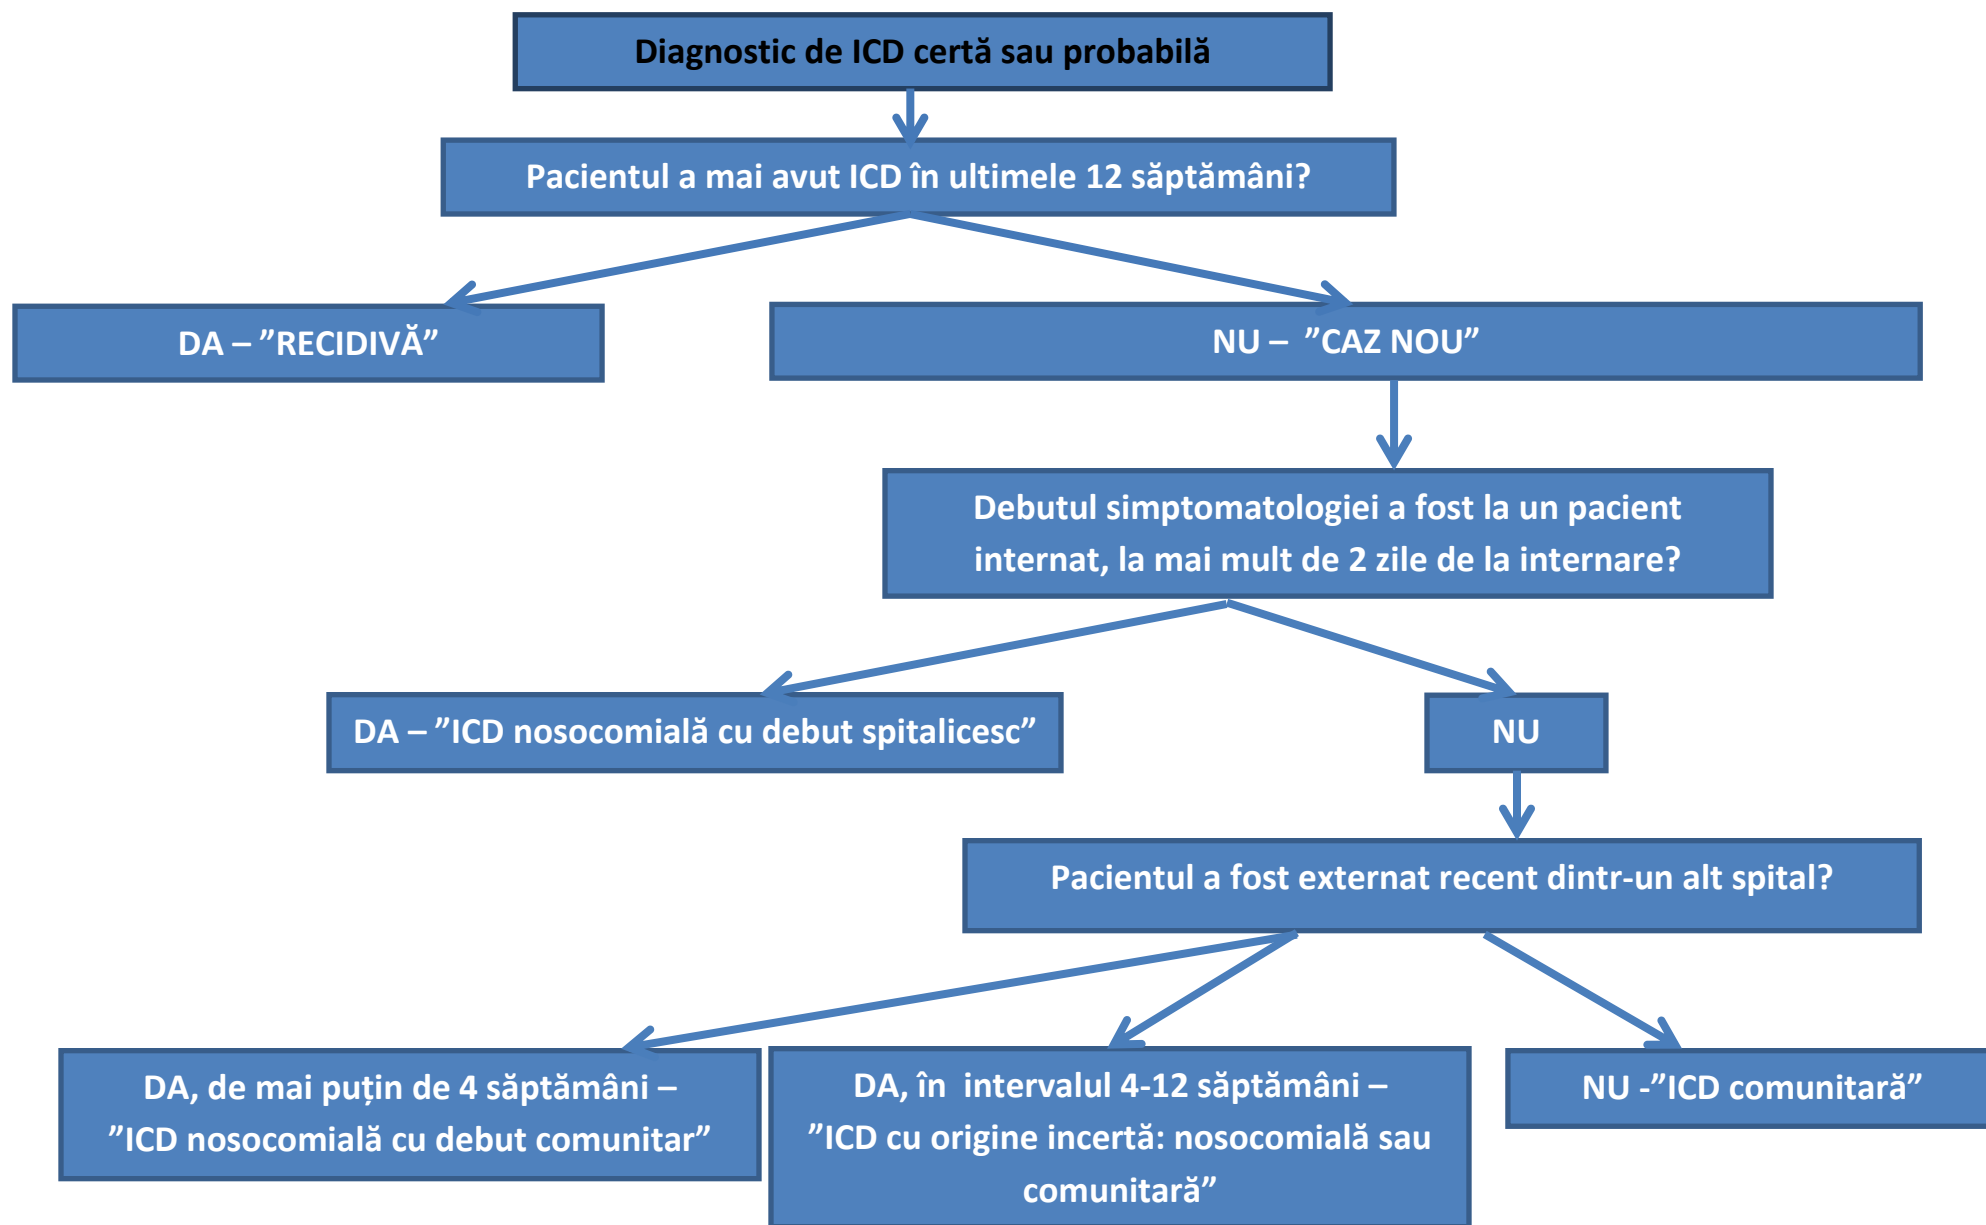 Diagnostic de ICD certă sau probabilă
Pacientul a mai avut ICD în ultimele 12 săptămâni?
DA – ”RECIDIVĂ”
NU –  ”CAZ NOU”
Debutul simptomatologiei a fost la un pacient
internat, la mai mult de 2 zile de la internare?
DA – ”ICD nosocomială cu debut spitalicesc”
NU
Pacientul a fost externat recent dintr-un alt spital?
DA, de mai puțin de 4 săptămâni –
”ICD nosocomială cu debut comunitar”
DA, în  intervalul 4-12 săptămâni –
”ICD cu origine incertă: nosocomială sau
comunitară”
NU -”ICD comunitară”